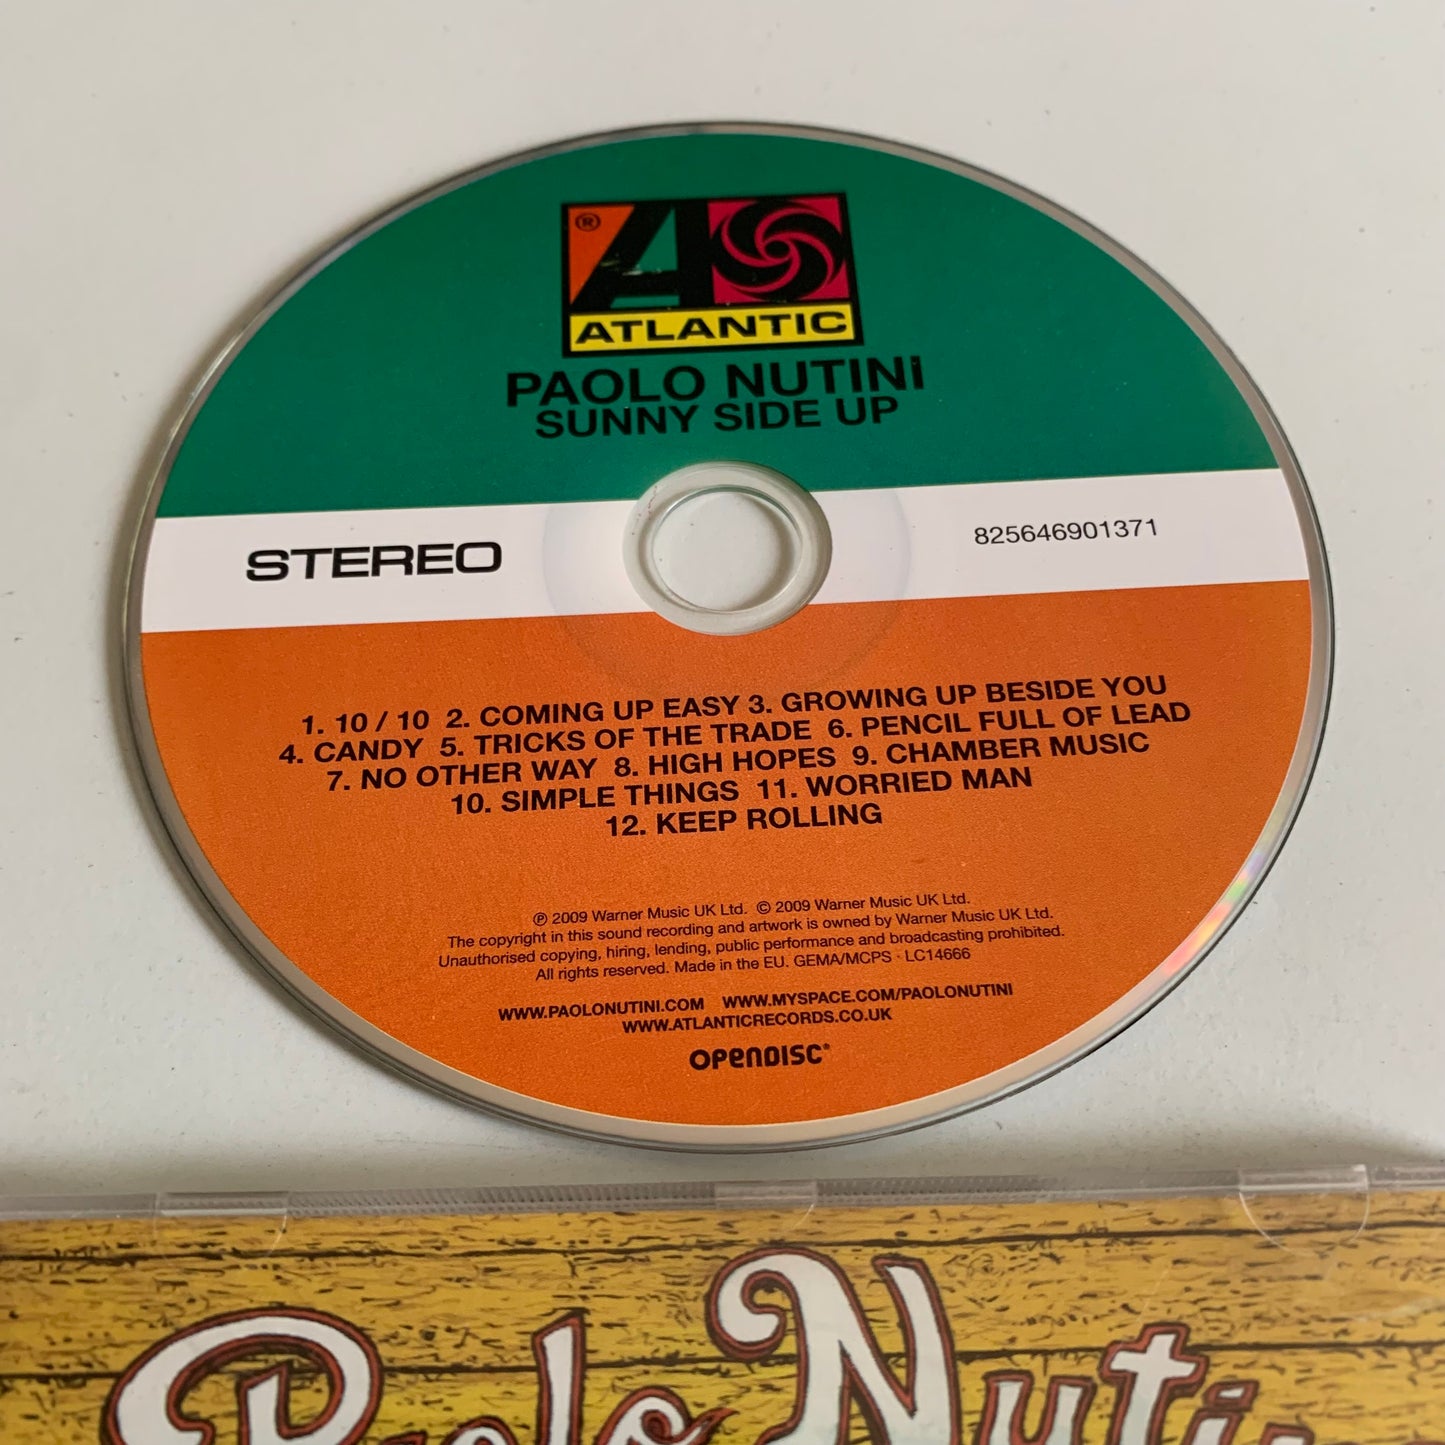 ®
ATLANTIC
PAOLO NUTINi
SUNNY SIDE UP
STEREO
825646901371
1. 10 / 10 2. COMING UP EASY 3. GROWING UP BESIDE YOU
4. CANDY 5. TRICKS OF THE TRADE 6. PENCIL FULL OF LEAD
7. NO OTHER WAY 8. HIGH HOPES 9. CHAMBER MUSIC
10. SIMPLE THINGS 11. WORRIED MAN
12. KEEP ROLLING
℗ 2009 Warner Music UK Ltd. © 2009 Warner Music UK Ltd.
The copyright in this sound recording and artwork is owned by Warner Music UK Ltd.
Unauthorised copying, hiring, lending, public performance and broadcasting prohibited.
All rights reserved. Made in the EU. GEMA/MCPS · LC14666
WWW.PAOLONUTINI.COM WWW.MYSPACE.COM/PAOLONUTINI
WWW.ATLANTICRECORDS.CO.UK
OPENDISC®
Paolo Nutini